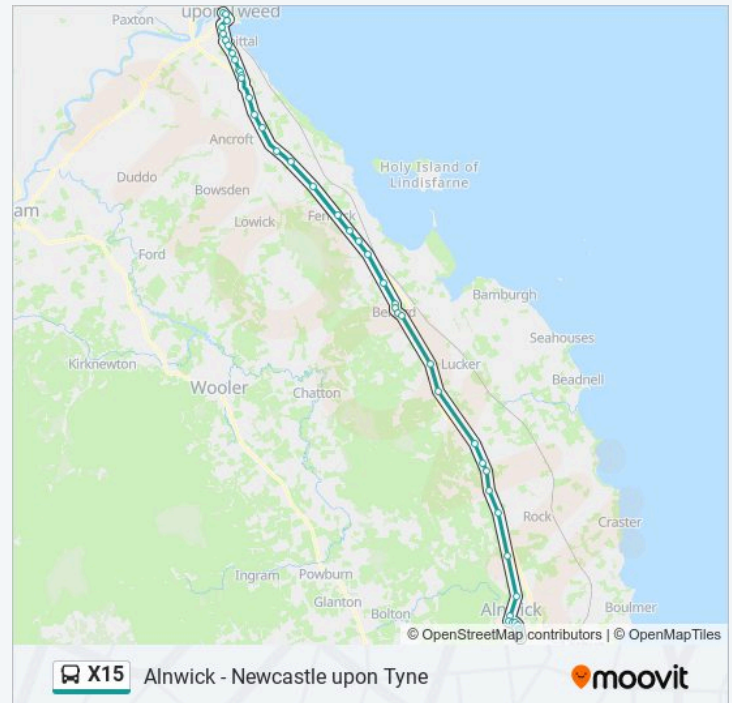 Paxton
upon Tweed
ittal
Ancroft
Holy Island of
Lindisfarne
Duddo
Bowsden
am
Lowick
Fenwick
Ford
Bamburgh
Belford
Seahouses
Kirknewton
Lucker
Beadnell
Wooler
Chatton
Rock
Craster
Ingram
Powburn
Glanton
Alnwick
Boulmer
Bolton
© OpenStreetMap contributors | © OpenMapTiles
X15 Alnwick - Newcastle upon Tyne
moovit